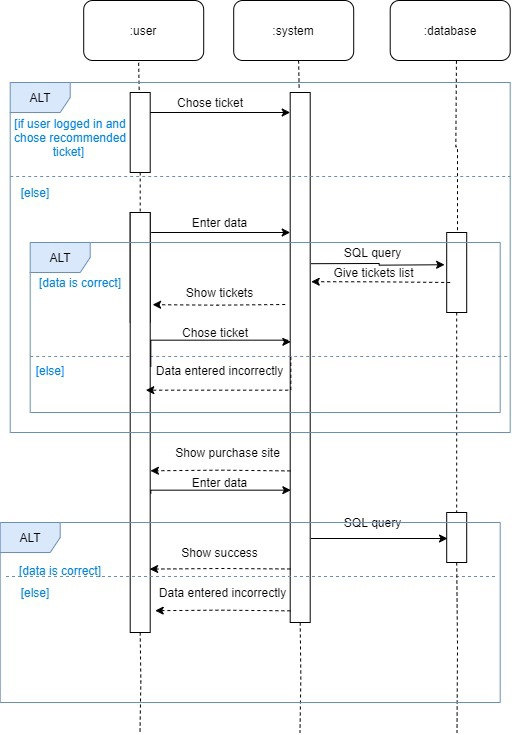 :user
:system
:database
ALT
Chose ticket
[if user logged in and
chose recommended
ticket]
[else]
Enter data
ALT
SQL query
[data is correct]
Give tickets list
Show tickets
Chose ticket
[else]
Data entered incorrectly
Show purchase site
Enter data
SQL query
ALT
Show success
[data is correct]
[else]
Data entered incorrectly